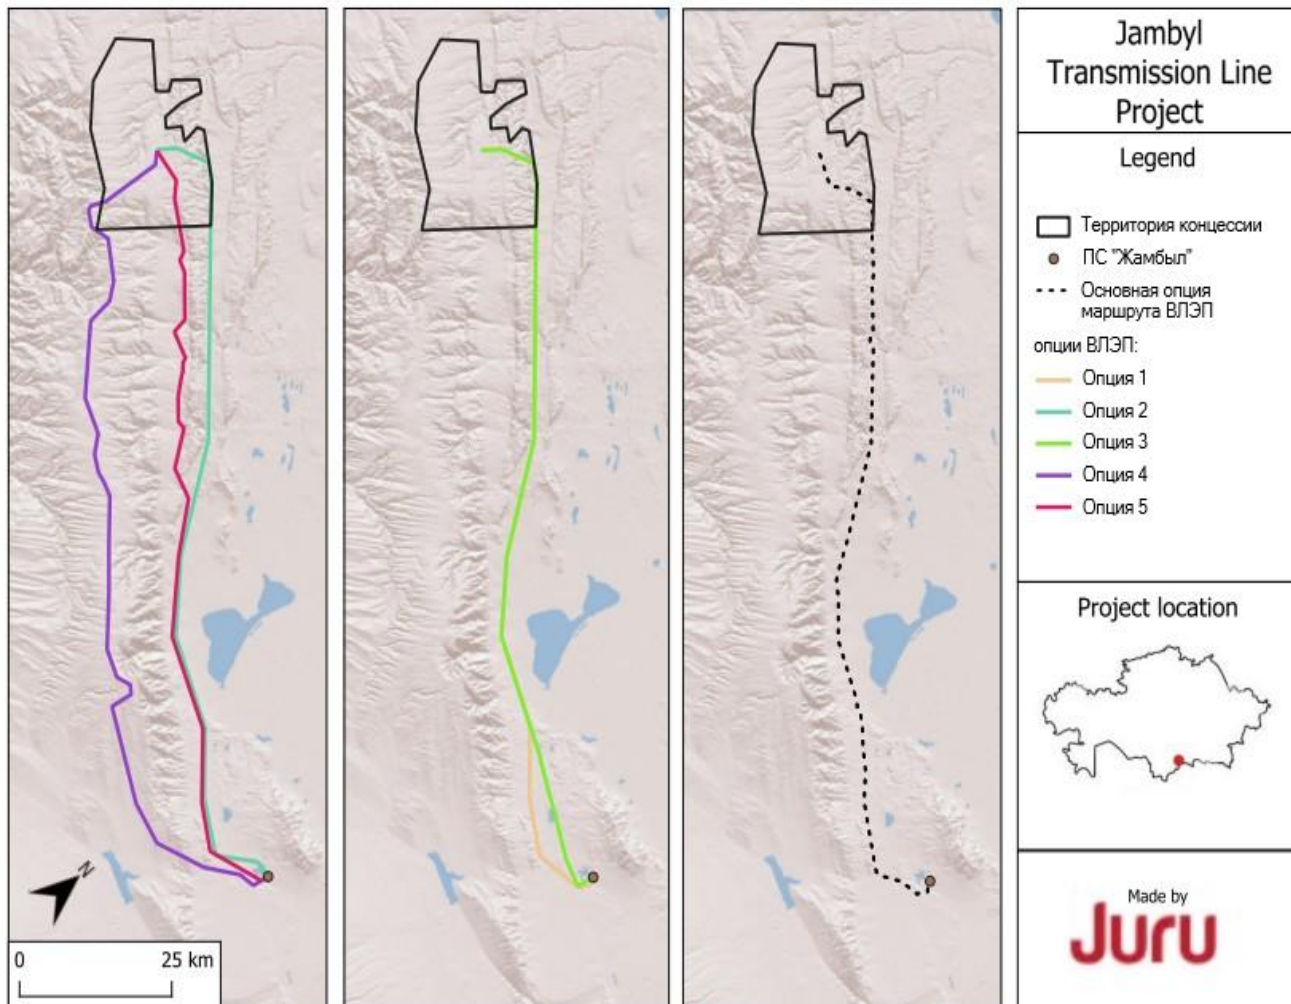 Jambyl
Transmission Line
Project
Legend
Территория концессии
ПС "Жамбыл"
Основная опция
маршрута ВЛЭП
опции ВЛЭП:
Опция 1
Опция 2
Опция 3
Опция 4
Опция 5
Project location
Made by
Juru
N
0 25 km